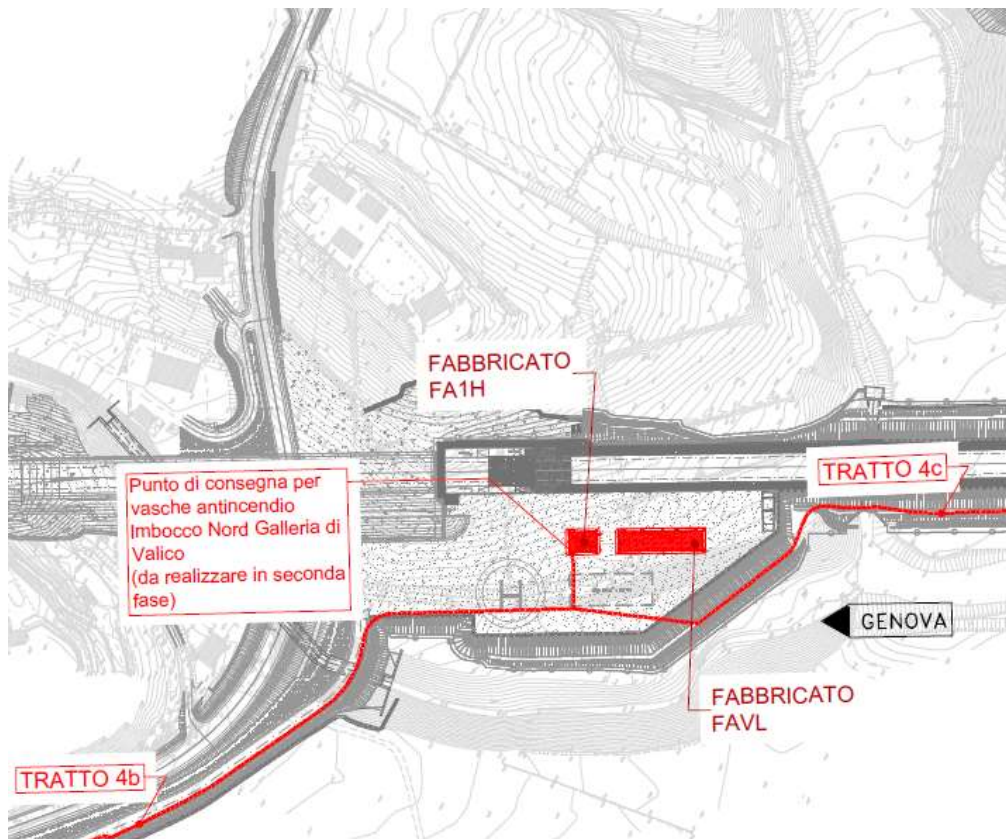 FABBRICATO
FA1H
Punto di consegna per
vasche antincendio
Imbocco Nord Galleria di
Valico
(da realizzare in seconda
fase)
TRATTO 4c
H
GENOVA
FABBRICATO
FAVL
TRATTO 4b